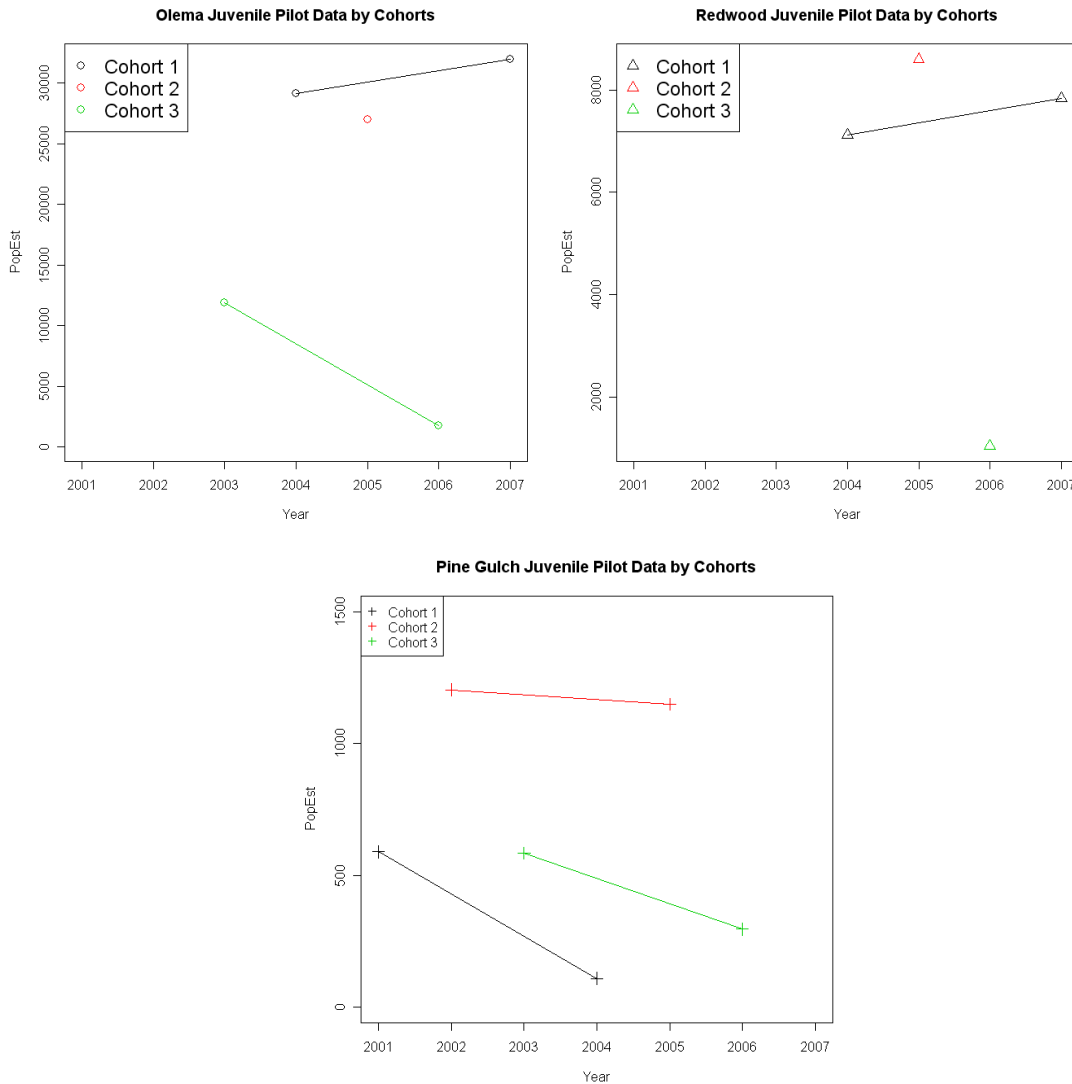 Olema Juvenile Pilot Data by Cohorts
Cohort 1
Cohort 2
Cohort 3
PopEst
30000
25000
20000
15000
10000
5000
0
2001 2002 2003 2004 2005 2006 2007
Year
Redwood Juvenile Pilot Data by Cohorts
Cohort 1
Cohort 2
Cohort 3
PopEst
8000
6000
4000
2000
2001 2002 2003 2004 2005 2006 2007
Year
Pine Gulch Juvenile Pilot Data by Cohorts
Cohort 1
Cohort 2
Cohort 3
PopEst
1500
1000
500
0
2001 2002 2003 2004 2005 2006 2007
Year